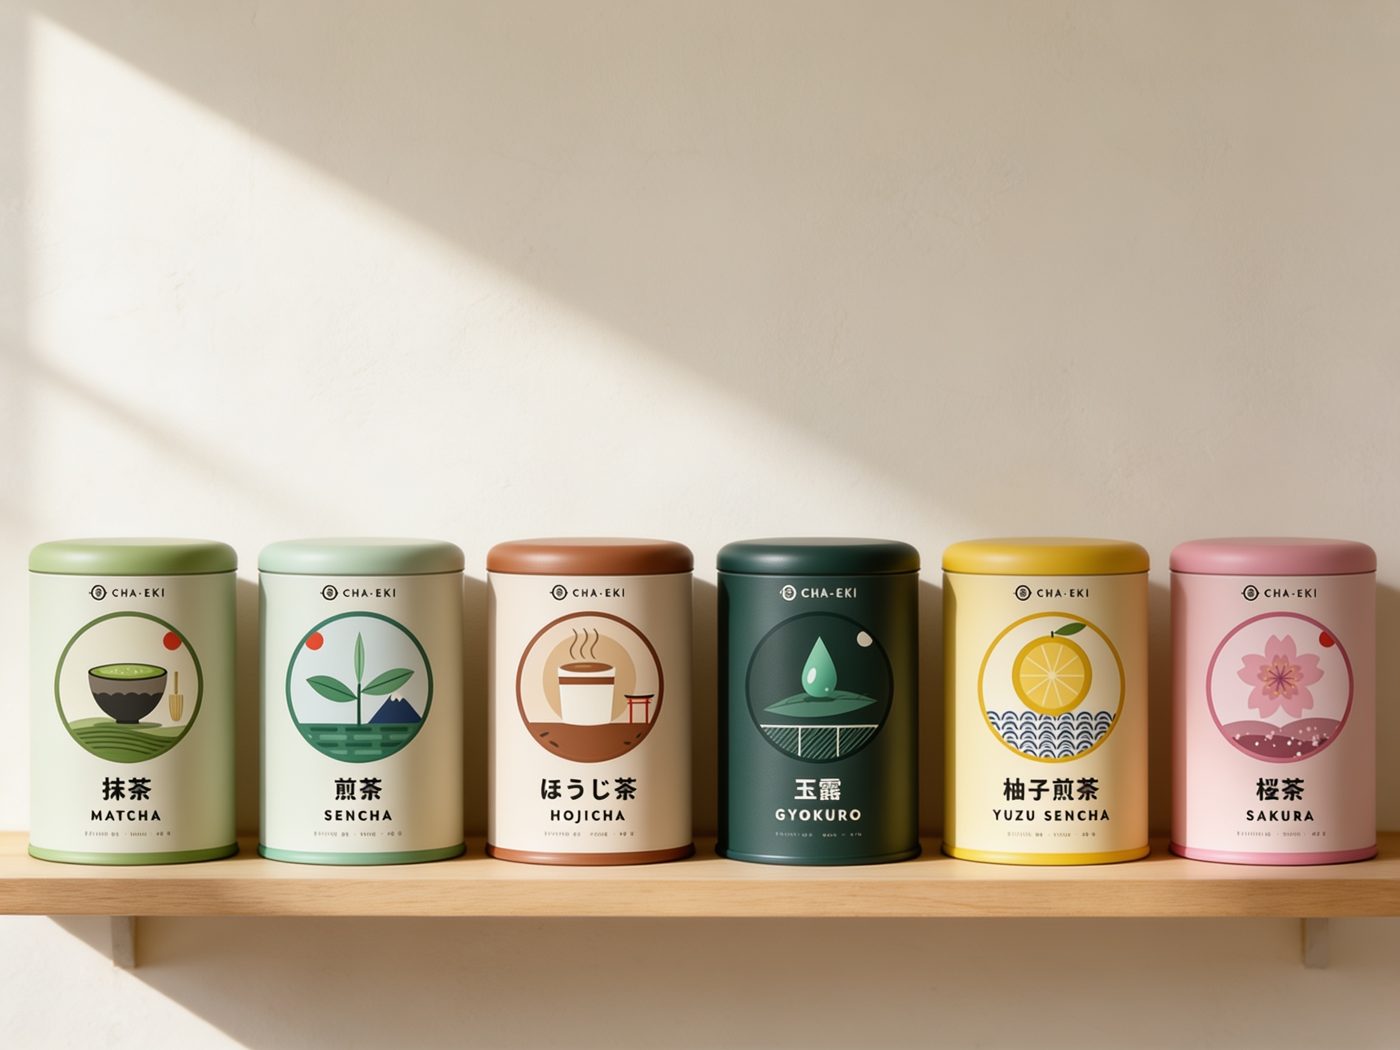 CHA-EKI
抹茶
MATCHA
CHA-EKI
煎茶
SENCHA
CHA-EKI
ほうじ茶
HOJICHA
CHA-EKI
玉露
GYOKURO
CHA-EKI
柚子煎茶
YUZU SENCHA
CHA-EKI
桜茶
SAKURA